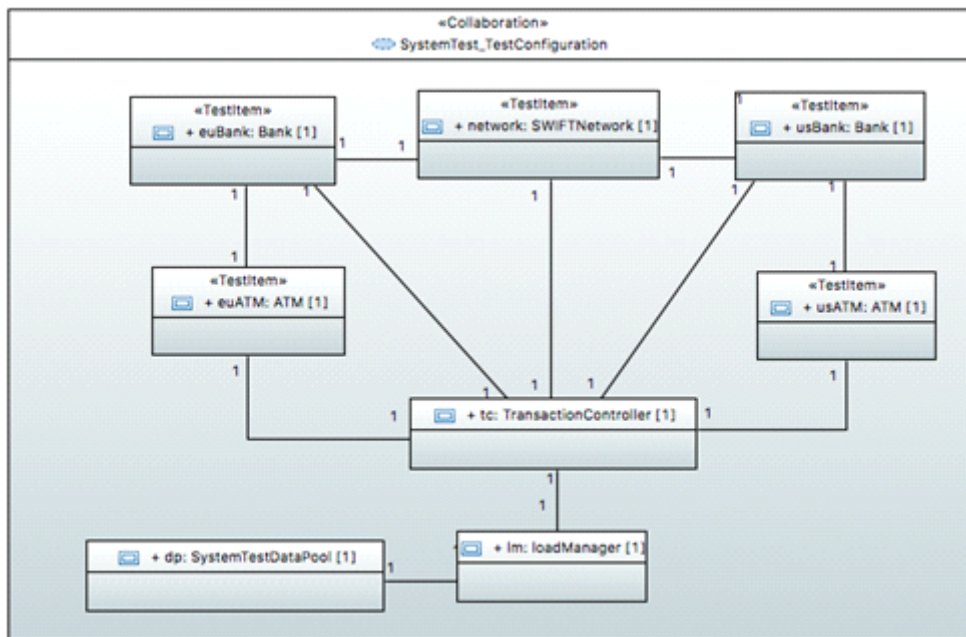 «Collaboration»
SystemTest_TestConfiguration
«TestItem»
+ euBank: Bank [1]
«TestItem»
+ network: SWIFTNetwork [1]
1
«TestItem»
+ usBank: Bank [1]
1
1
1
1
1
1
1
1
1
1
«TestItem»
+ euATM: ATM [1]
«TestItem»
+ usATM: ATM [1]
1
1
1
1
1
1
1
1
+ tc: TransactionController [1]
1
1
+ lm: loadManager [1]
+ dp: SystemTestDataPool [1]
1